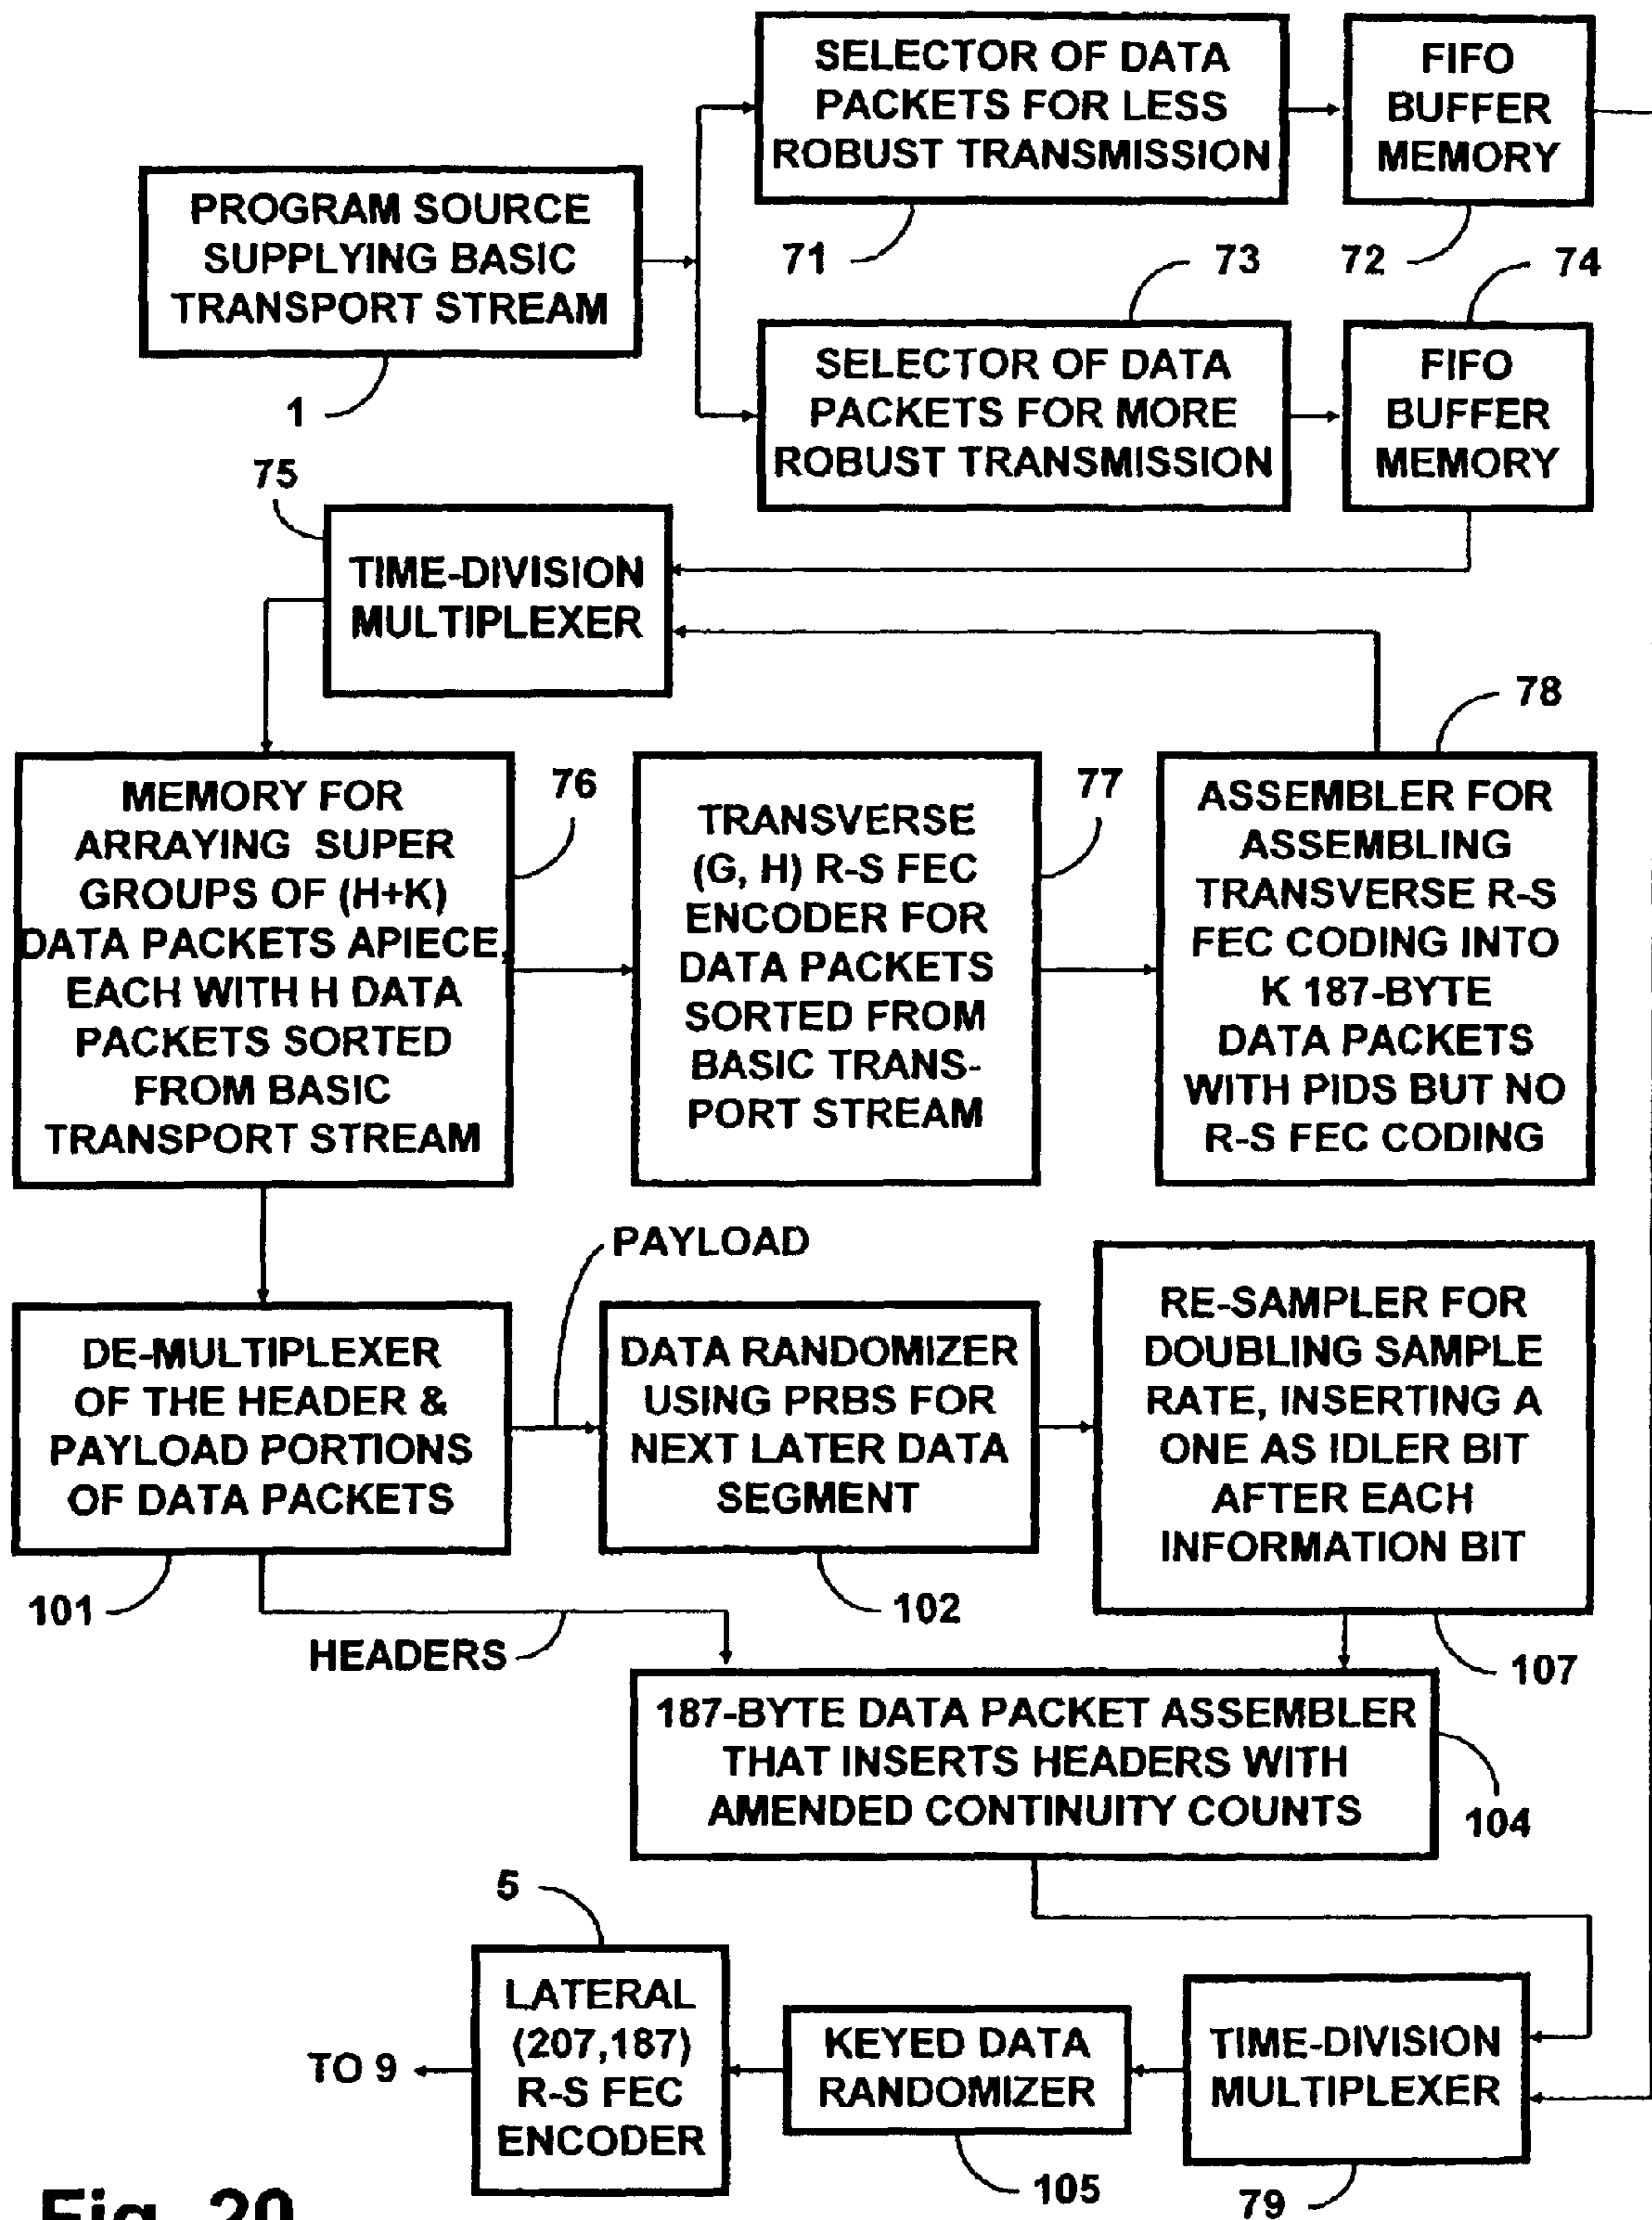 SELECTOR OF DATA
PACKETS FOR LESS
ROBUST TRANSMISSION
FIFO
BUFFER
MEMORY
PROGRAM SOURCE
SUPPLYING BASIC
TRANSPORT STREAM
71
73
72
74
SELECTOR OF DATA
PACKETS FOR MORE
ROBUST TRANSMISSION
FIFO
BUFFER
MEMORY
1
75
TIME-DIVISION
MULTIPLEXER
78
MEMORY FOR
ARRAYING SUPER
GROUPS OF (H+K)
DATA PACKETS APIECE,
EACH WITH H DATA
PACKETS SORTED
FROM BASIC
TRANSPORT STREAM
76
TRANSVERSE
(G, H) R-S FEC
ENCODER FOR
DATA PACKETS
SORTED FROM
BASIC TRANS-
PORT STREAM
77
ASSEMBLER FOR
ASSEMBLING
TRANSVERSE R-S
FEC CODING INTO
K 187-BYTE
DATA PACKETS
WITH PIDS BUT NO
R-S FEC CODING
PAYLOAD
DE-MULTIPLEXER
OF THE HEADER &
PAYLOAD PORTIONS
OF DATA PACKETS
DATA RANDOMIZER
USING PRBS FOR
NEXT LATER DATA
SEGMENT
RE-SAMPLER FOR
DOUBLING SAMPLE
RATE, INSERTING A
ONE AS IDLER BIT
AFTER EACH
INFORMATION BIT
101
102
HEADERS
107
187-BYTE DATA PACKET ASSEMBLER
THAT INSERTS HEADERS WITH
AMENDED CONTINUITY COUNTS
104
5
LATERAL
(207,187)
R-S FEC
ENCODER
TO 9
KEYED DATA
RANDOMIZER
TIME-DIVISION
MULTIPLEXER
105
79
Fig. 20